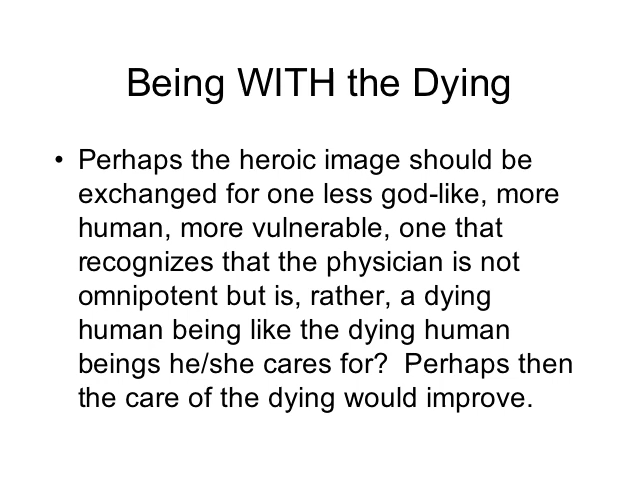 Being WITH the Dying
• Perhaps the heroic image should be
exchanged for one less god-like, more
human, more vulnerable, one that
recognizes that the physician is not
omnipotent but is, rather, a dying
human being like the dying human
beings he/she cares for?  Perhaps then
the care of the dying would improve.